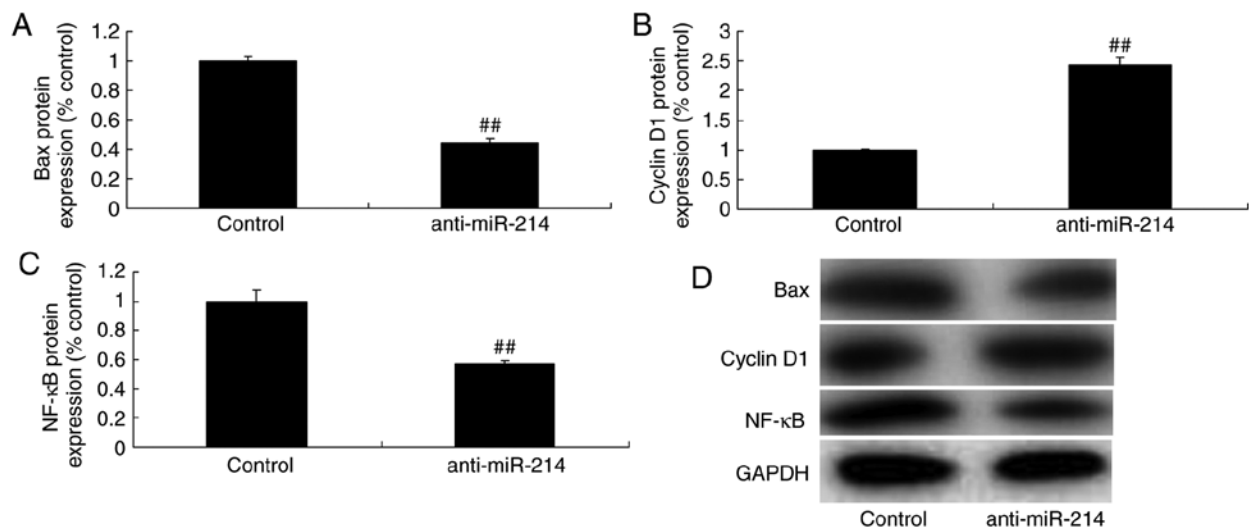 A
Bax protein
expression (% control)
1.2
1
0.8
0.6
0.4
0.2
0
##
Control
anti-miR-214
B
Cyclin D1 protein
expression (% control)
3
2.5
2
1.5
1
0.5
0
##
Control
anti-miR-214
C
NF-κB protein
expression (% control)
1.2
1
0.8
0.6
0.4
0.2
0
##
Control
anti-miR-214
D
Bax
Cyclin D1
NF-κB
GAPDH
Control
anti-miR-214